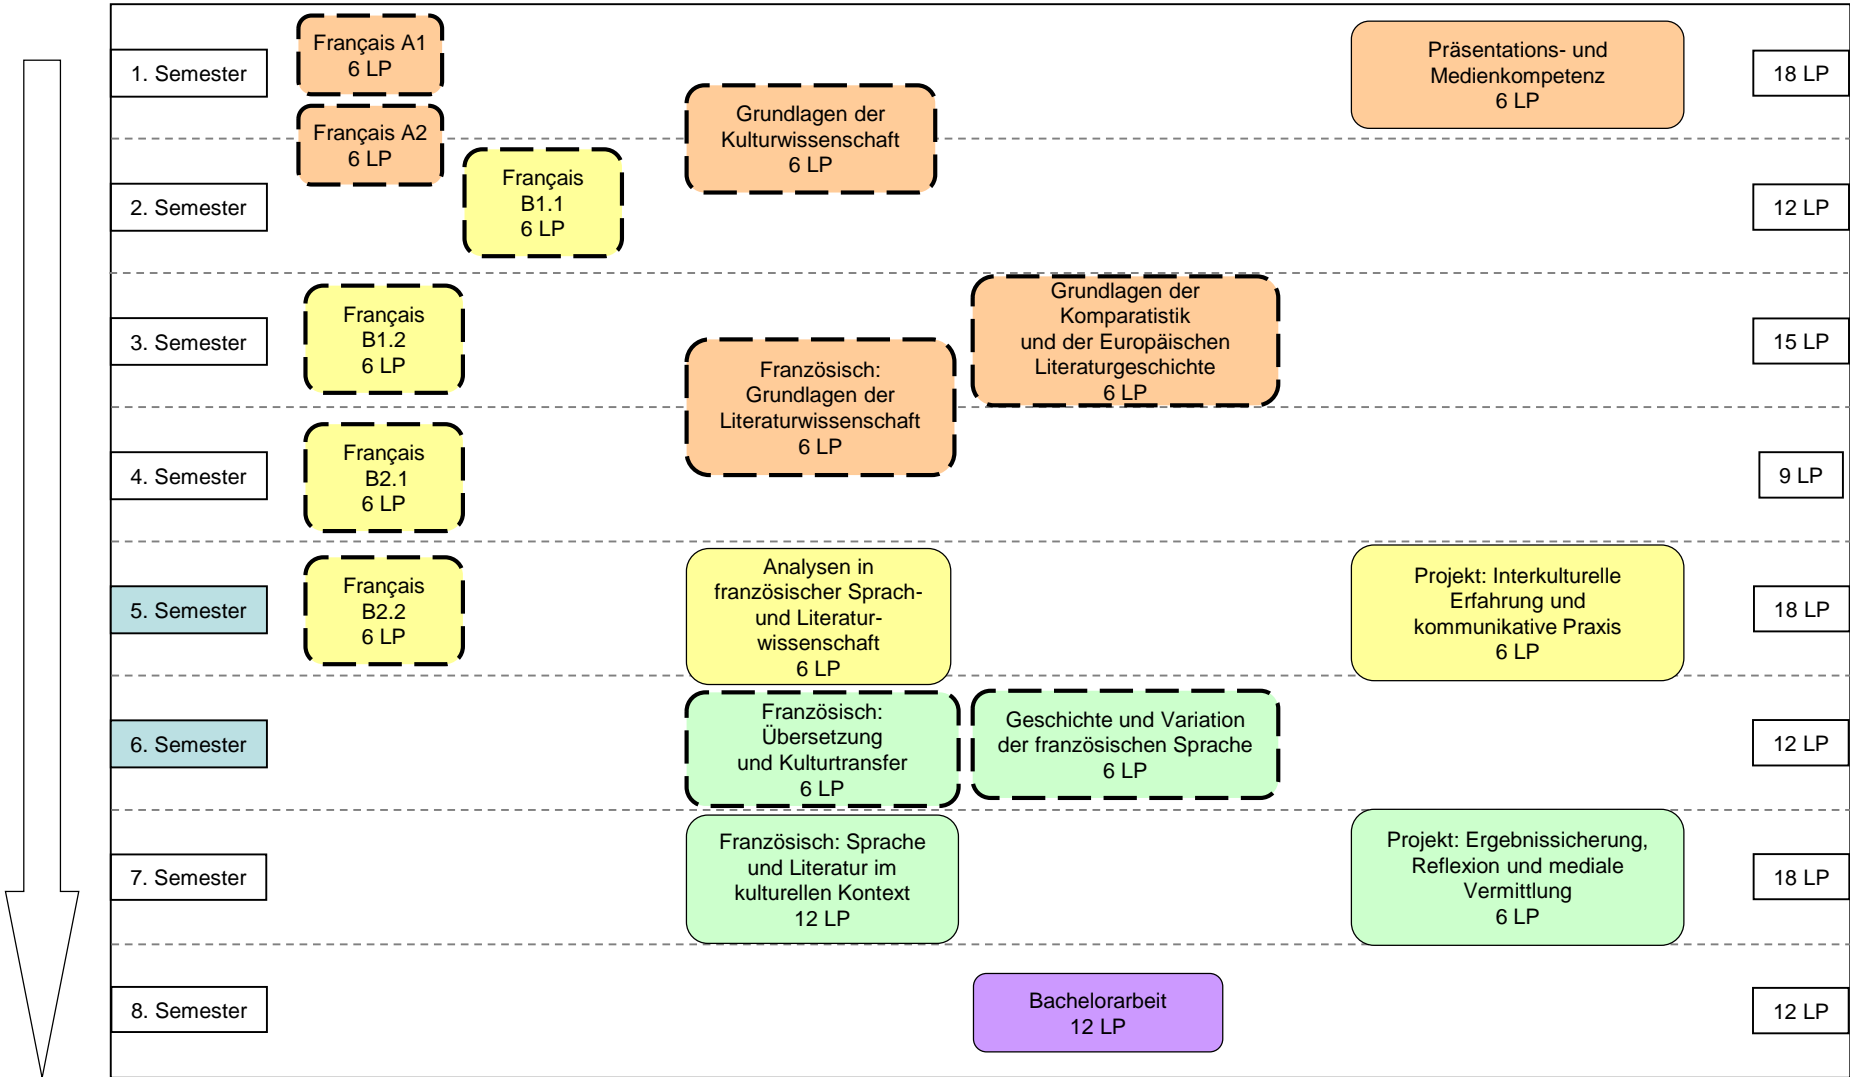 1. Semester
Français A1
6 LP
Präsentations- und
Medienkompetenz
6 LP
18 LP
Français A2
6 LP
Grundlagen der
Kulturwissenschaft
6 LP
2. Semester
Français
B1.1
6 LP
12 LP
3. Semester
Français
B1.2
6 LP
Französisch:
Grundlagen der
Literaturwissenschaft
6 LP
Grundlagen der
Komparatistik
und der Europäischen
Literaturgeschichte
6 LP
15 LP
4. Semester
Français
B2.1
6 LP
9 LP
5. Semester
Français
B2.2
6 LP
Analysen in
französischer Sprach-
und Literatur-
wissenschaft
6 LP
Projekt: Interkulturelle
Erfahrung und
kommunikative Praxis
6 LP
18 LP
6. Semester
Französisch:
Übersetzung
und Kulturtransfer
6 LP
Geschichte und Variation
der französischen Sprache
6 LP
12 LP
7. Semester
Französisch: Sprache
und Literatur im
kulturellen Kontext
12 LP
Projekt: Ergebnissicherung,
Reflexion und mediale
Vermittlung
6 LP
18 LP
8. Semester
Bachelorarbeit
12 LP
12 LP